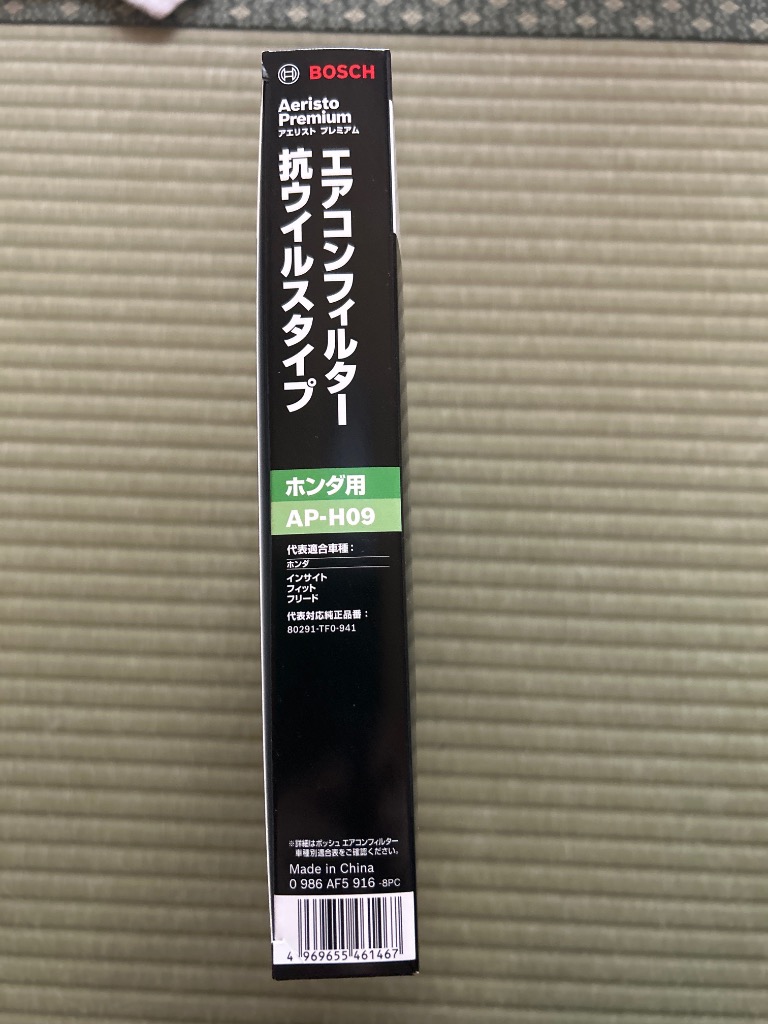 BOSCH
Aeristo
Premium
アエリスト プレミアム
エアコンフィルター
抗ウイルスタイプ
ホンダ用
AP-H09
代表適合車種：
ホンダ
インサイト
フィット
フリード
代表対応純正品番：
80291-TF0-941
※詳細はボッシュ エアコンフィルター
車種別適合表をご確認ください。
Made in China
0 986 AF5 916 -8PC
4 969655 461467